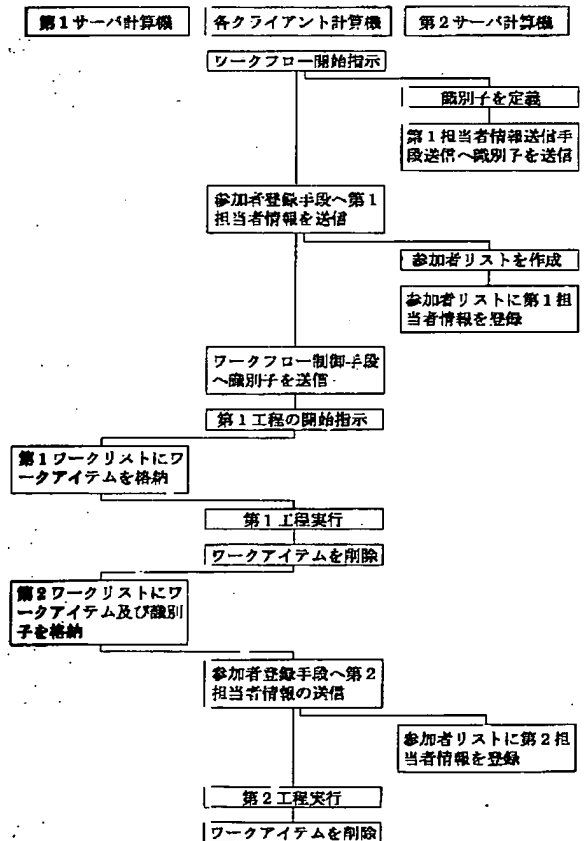 第1サーバ計算機
各クライアント計算機
第2サーバ計算機
ワークフロー開始指示
識別子を定義
第1担当者情報送信手
段送信へ識別子を送信
参加者登録手段へ第1
担当者情報を送信
参加者リストを作成
参加者リストに第1担
当者情報を登録
ワークフロー制御手段
へ識別子を送信
第1工程の開始指示
第1ワークリストにワ
ークアイテムを格納
第1工程実行
ワークアイテムを削除
第2ワークリストにワ
ークアイテム及び識別
子を格納
参加者登録手段へ第2
担当者情報の送信
参加者リストに第2担
当者情報を登録
第2工程実行
ワークアイテムを削除